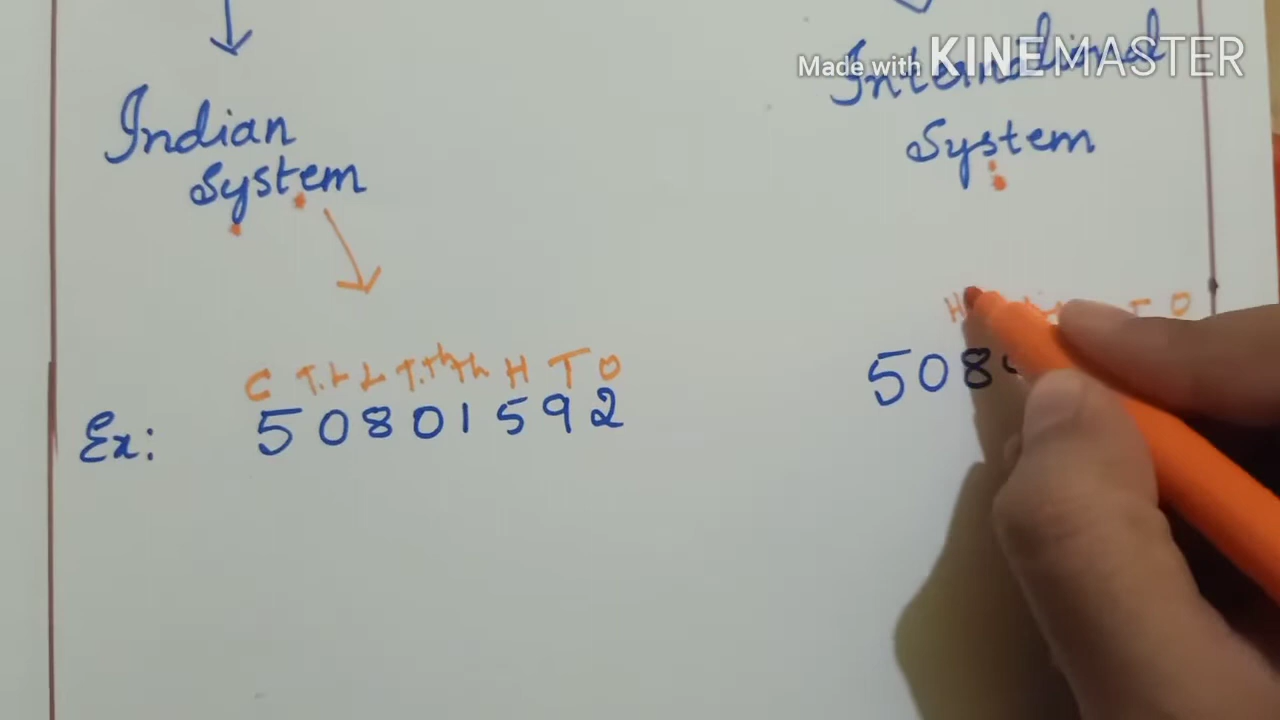 Made with KINEMASTER
International
System
Indian
System
H T O
508
C T.L L T.Th Th H T O
Ex: 50801592